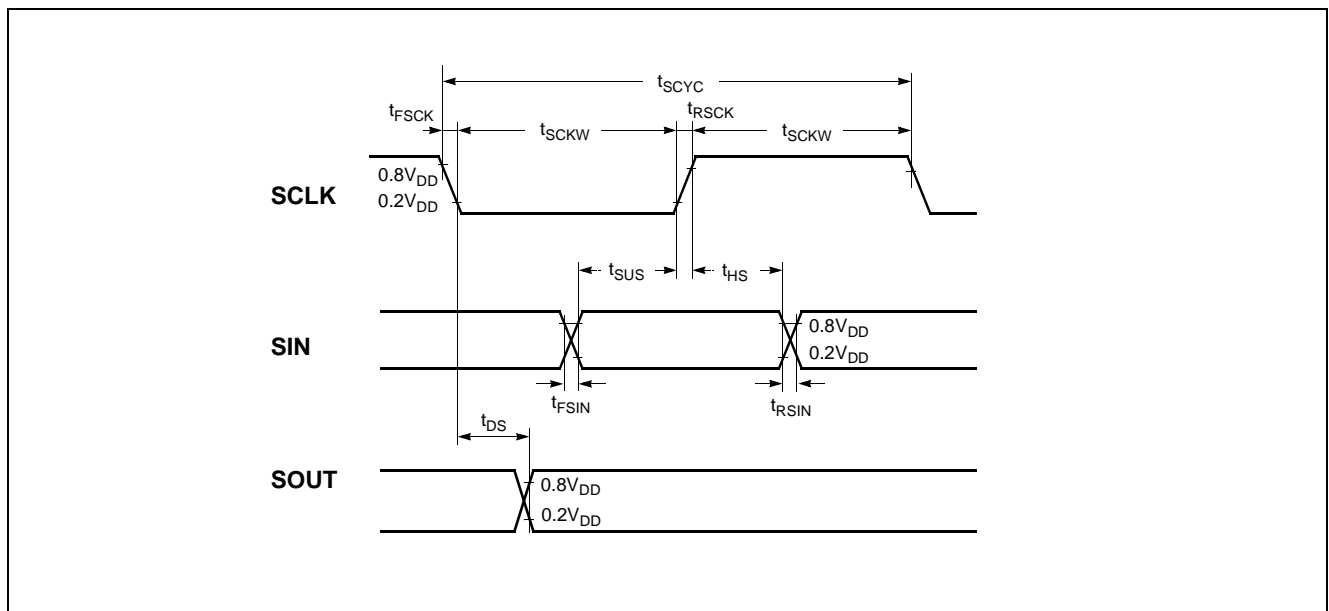 tSCYC
tFSCK
tRSCK
tSCKW
tSCKW
0.8VDD
SCLK
0.2VDD
tSUS
tHS
0.8VDD
SIN
0.2VDD
tFSIN
tRSIN
tDS
SOUT
0.8VDD
0.2VDD